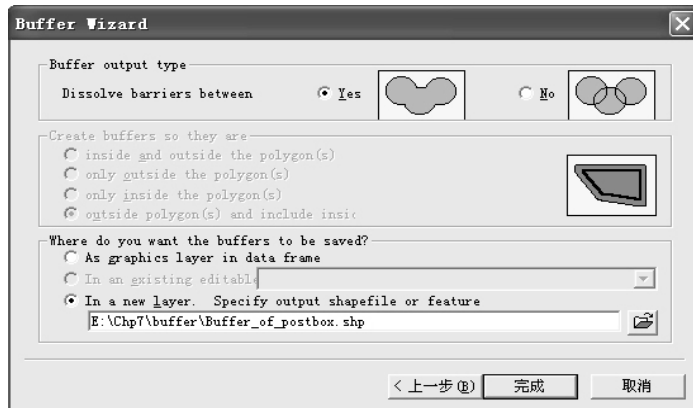 Buffer Wizard
Buffer output type
Dissolve barriers between Yes No
Create buffers so they are
inside and outside the polygon(s)
only outside the polygon(s)
only inside the polygon(s)
outside polygon(s) and include insic
Where do you want the buffers to be saved?
As graphics layer in data frame
In an existing editable
In a new layer. Specify output shapefile or feature
E:\Chp7\buffer\Buffer_of_postbox.shp
< 上一步(B) 完成 取消